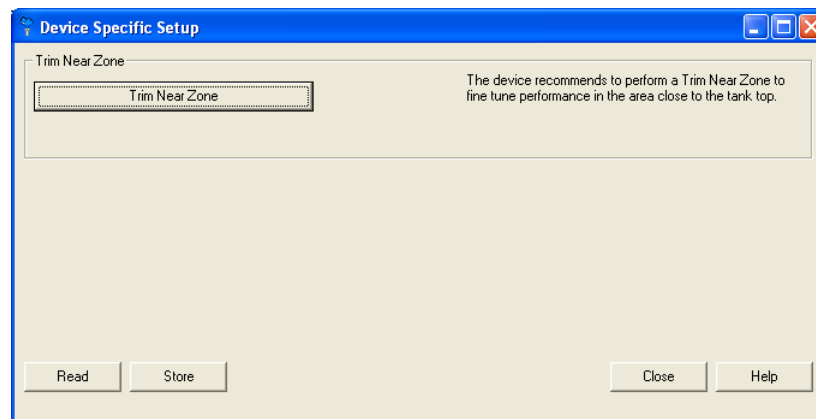 Device Specific Setup
Trim Near Zone
Trim Near Zone
The device recommends to perform a Trim Near Zone to
fine tune performance in the area close to the tank top.
Read
Store
Close
Help